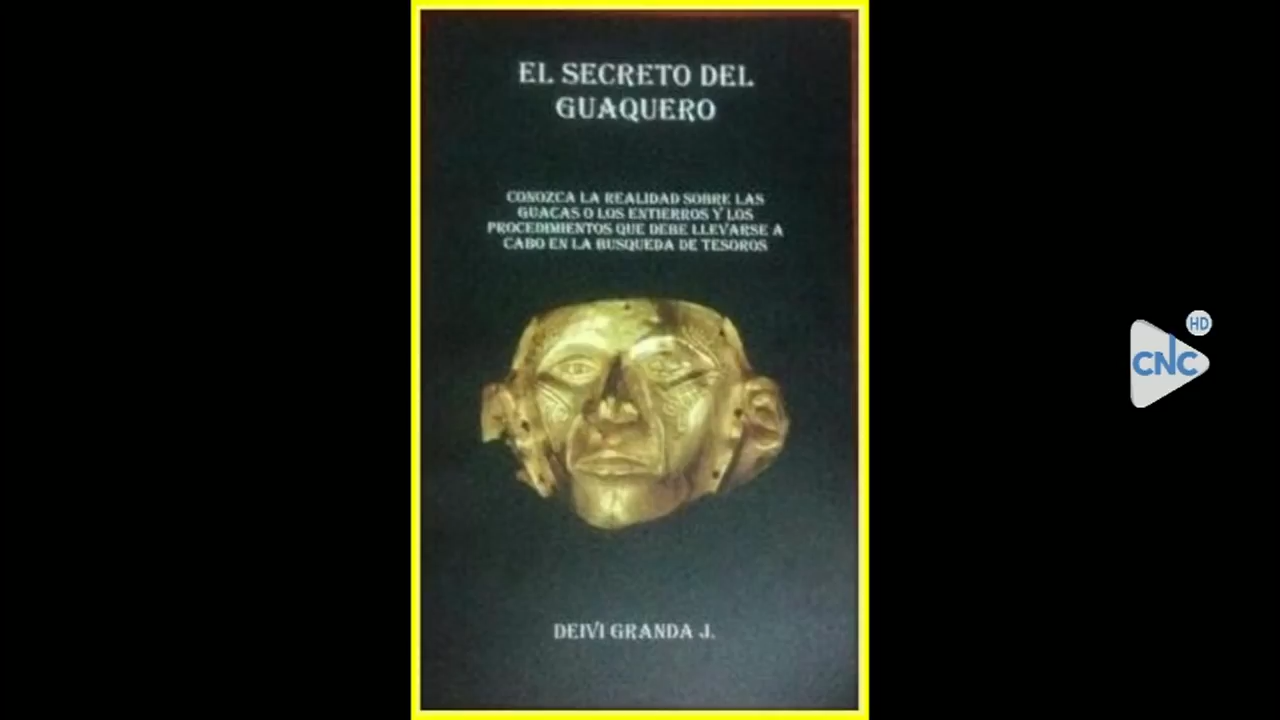 EL SECRETO DEL
GUAQUERO
CONOZCA LA REALIDAD SOBRE LAS
GUACAS O LOS ENTIERROS Y LOS
PROCEDIMIENTOS QUE DEBE LLEVARSE A
CABO EN LA BUSQUEDA DE TESOROS
DEIVI GRANDA J.
HD
CNC